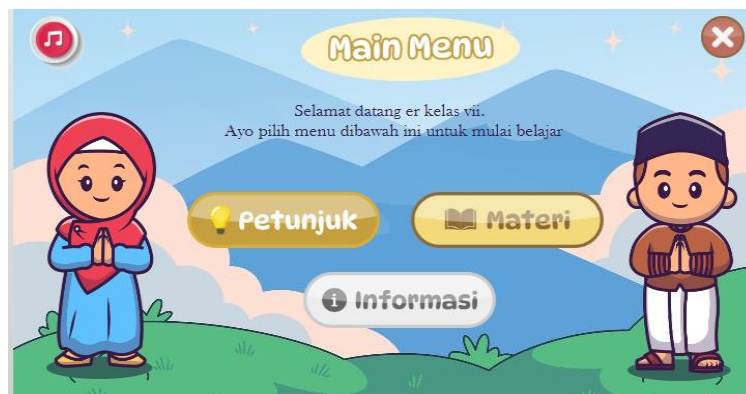 Main Menu
Selamat datang er kelas vii.
Ayo pilih menu dibawah ini untuk mulai belajar
Petunjuk
Materi
Informasi